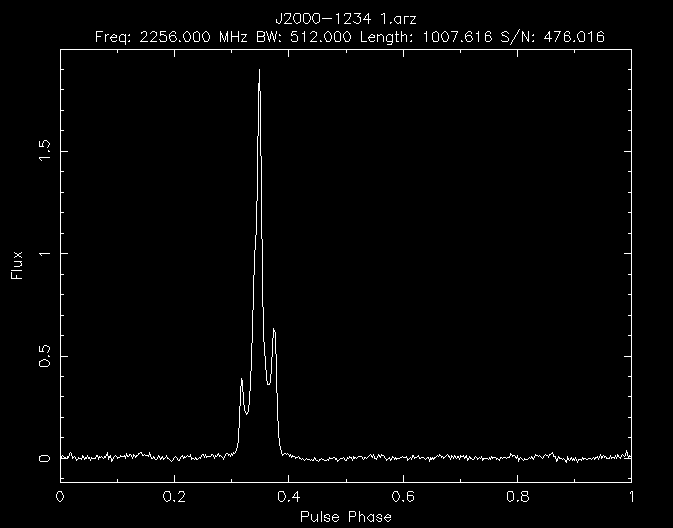 J2000-1234 1.arz
Freq: 2256.000 MHz BW: 512.000 Length: 1007.616 S/N: 476.016
1.5
1
Flux
0.5
0
0 0.2 0.4 0.6 0.8 1
Pulse Phase